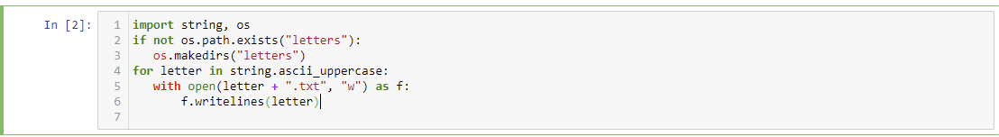 In [2]:
1 import string, os
2 if not os.path.exists("letters"):
3    os.makedirs("letters")
4 for letter in string.ascii_uppercase:
5    with open(letter + ".txt", "w") as f:
6        f.writelines(letter)
7